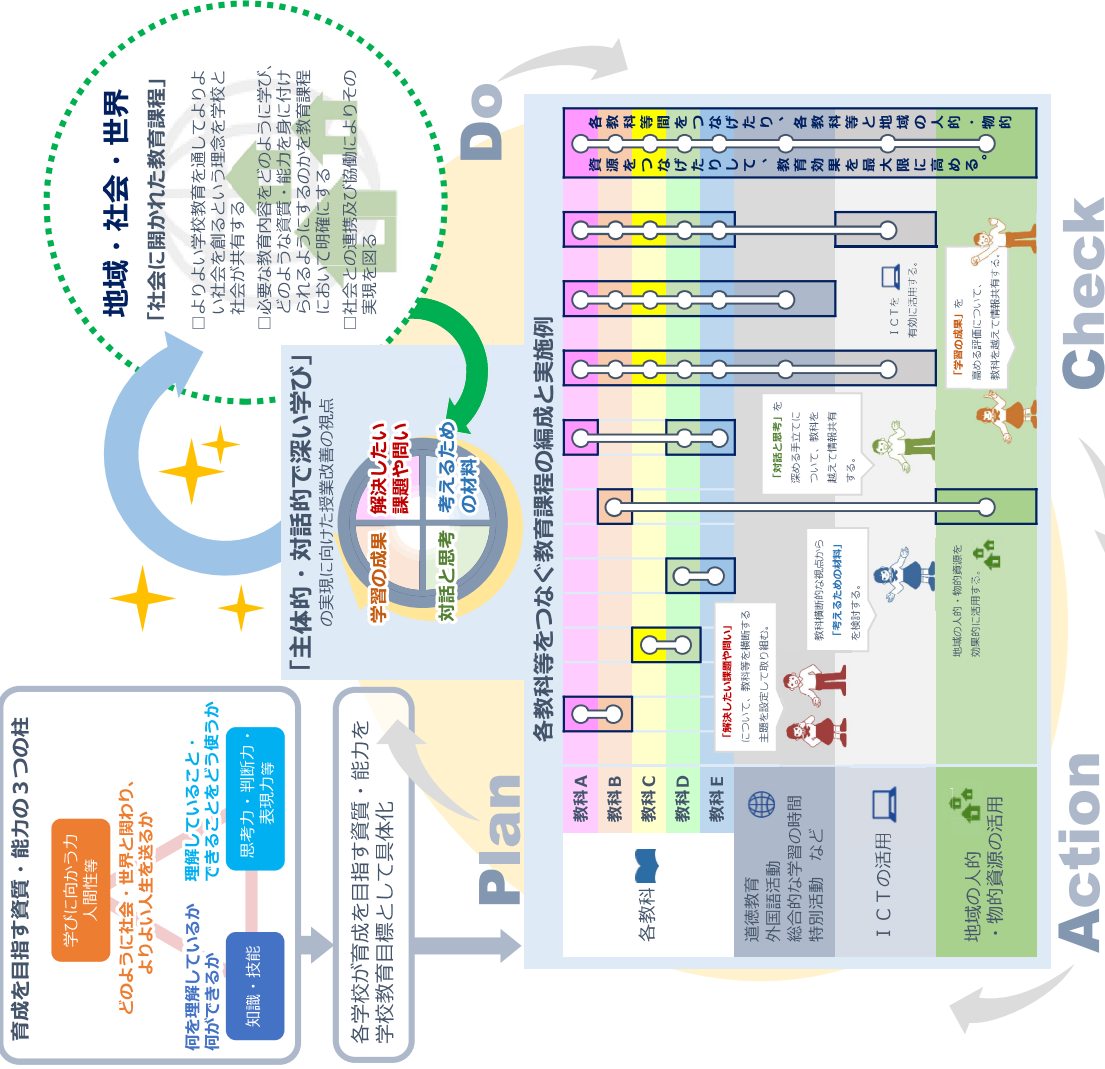 育成を目指す資質・能力の３つの柱
学びに向かう力
人間性等
どのように社会・世界と関わり、
よりよい人生を送るか
何を理解しているか
何ができるか
理解していること・
できることをどう使うか
知識・技能
思考力・判断力・
表現力等
各学校が育成を目指す資質・能力を
学校教育目標として具体化
地域・社会・世界
「社会に開かれた教育課程」
□よりよい学校教育を通してよりよ
い社会を創るという理念を学校と
社会が共有する
□必要な教育内容をどのように学び、
どのような資質・能力を身に付け
られるようにするのかを教育課程
において明確にする
□社会との連携及び協働によりその
実現を図る
「主体的・対話的で深い学び」
の実現に向けた授業改善の視点
学習の成果
解決したい
課題や問い
対話と思考
考えるため
の材料
Plan
Do
Check
Action
各教科等をつなぐ教育課程の編成と実施例
各教科
教科A
教科B
教科C
教科D
教科E
道徳教育
外国語活動
総合的な学習の時間
特別活動　など
ＩＣＴの活用
地域の人的
・物的資源の活用
「解決したい課題や問い」
について、教科等を横断する
主題を設定して取り組む。
教科横断的な視点から
「考えるための材料」
を検討する。
地域の人的・物的資源を
効果的に活用する。
「対話と思考」を
深める手立てに
ついて、教科を
越えて情報共有
する。
ＩＣＴを
有効に活用する。
「学習の成果」を
高める評価について、
教科を越えて情報共有する。
各教科等間をつなげたり、各教科等と地域の人的・物的
資源をつなげたりして、教育効果を最大限に高める。